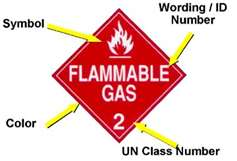 Symbol
Wording / ID
Number
FLAMMABLE
GAS
2
Color
UN Class Number